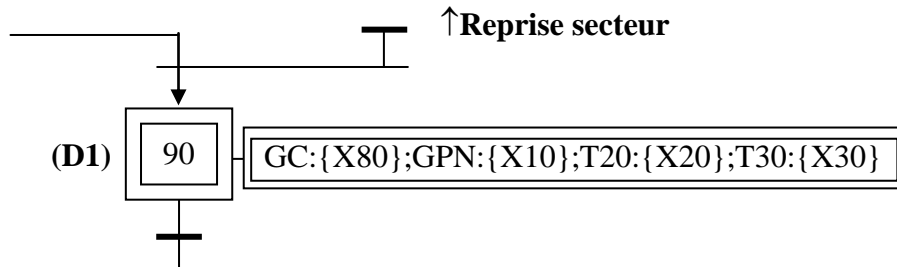 ↑Reprise secteur
(D1) 90 GC:{X80};GPN:{X10};T20:{X20};T30:{X30}